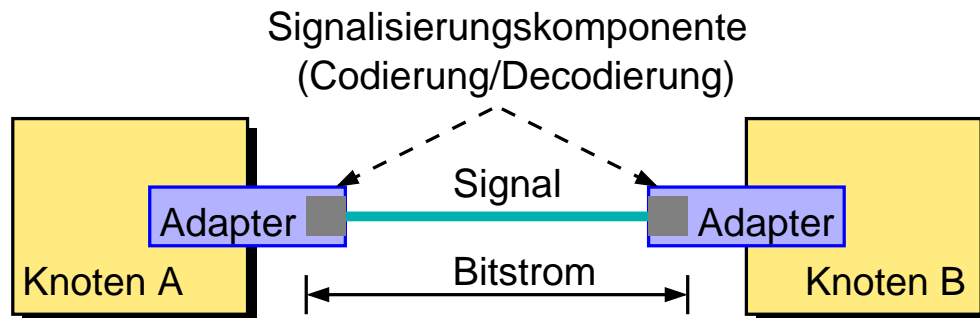 Signalisierungskomponente
(Codierung/Decodierung)
Signal
Adapter
Adapter
Bitstrom
Knoten A
Knoten B